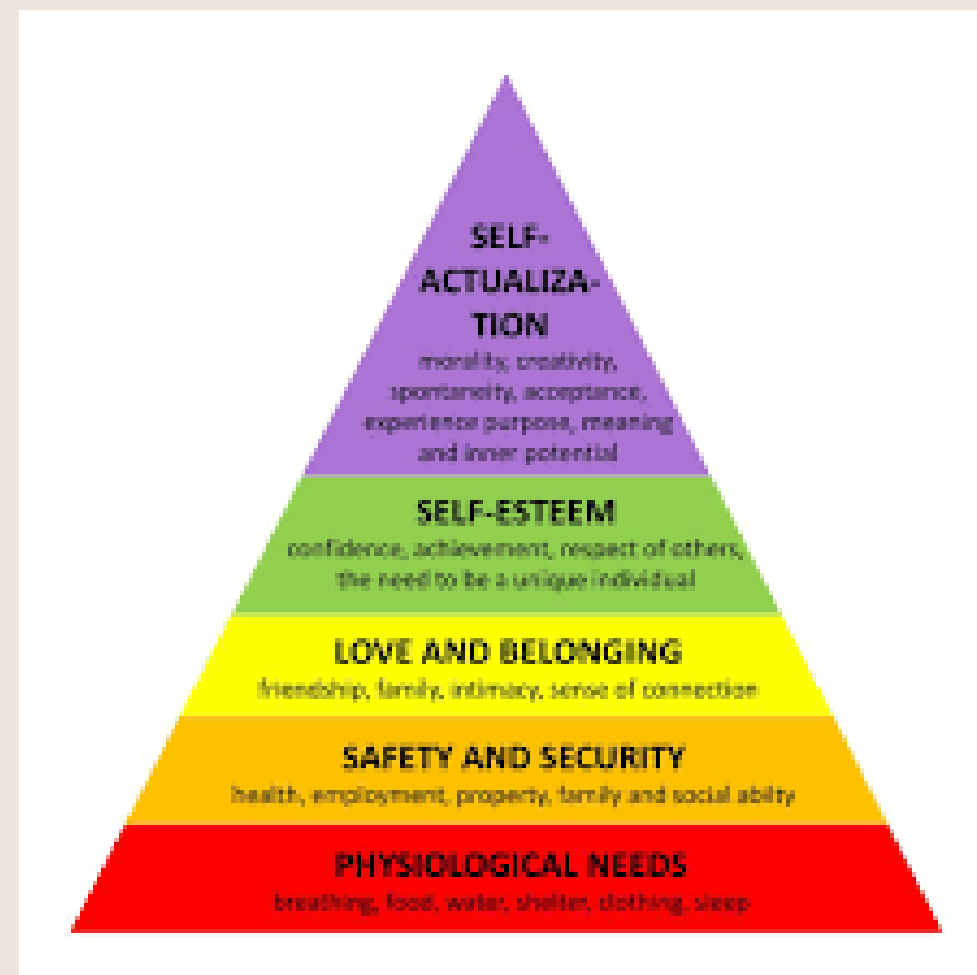 SELF-
ACTUALIZA-
TION
morality, creativity,
spontaneity, acceptance,
experience purpose, meaning
and inner potential
SELF-ESTEEM
confidence, achievement, respect of others,
the need to be a unique individual
LOVE AND BELONGING
friendship, family, intimacy, sense of connection
SAFETY AND SECURITY
health, employment, property, family and social abilty
PHYSIOLOGICAL NEEDS
breathing, food, water, shelter, clothing, sleep